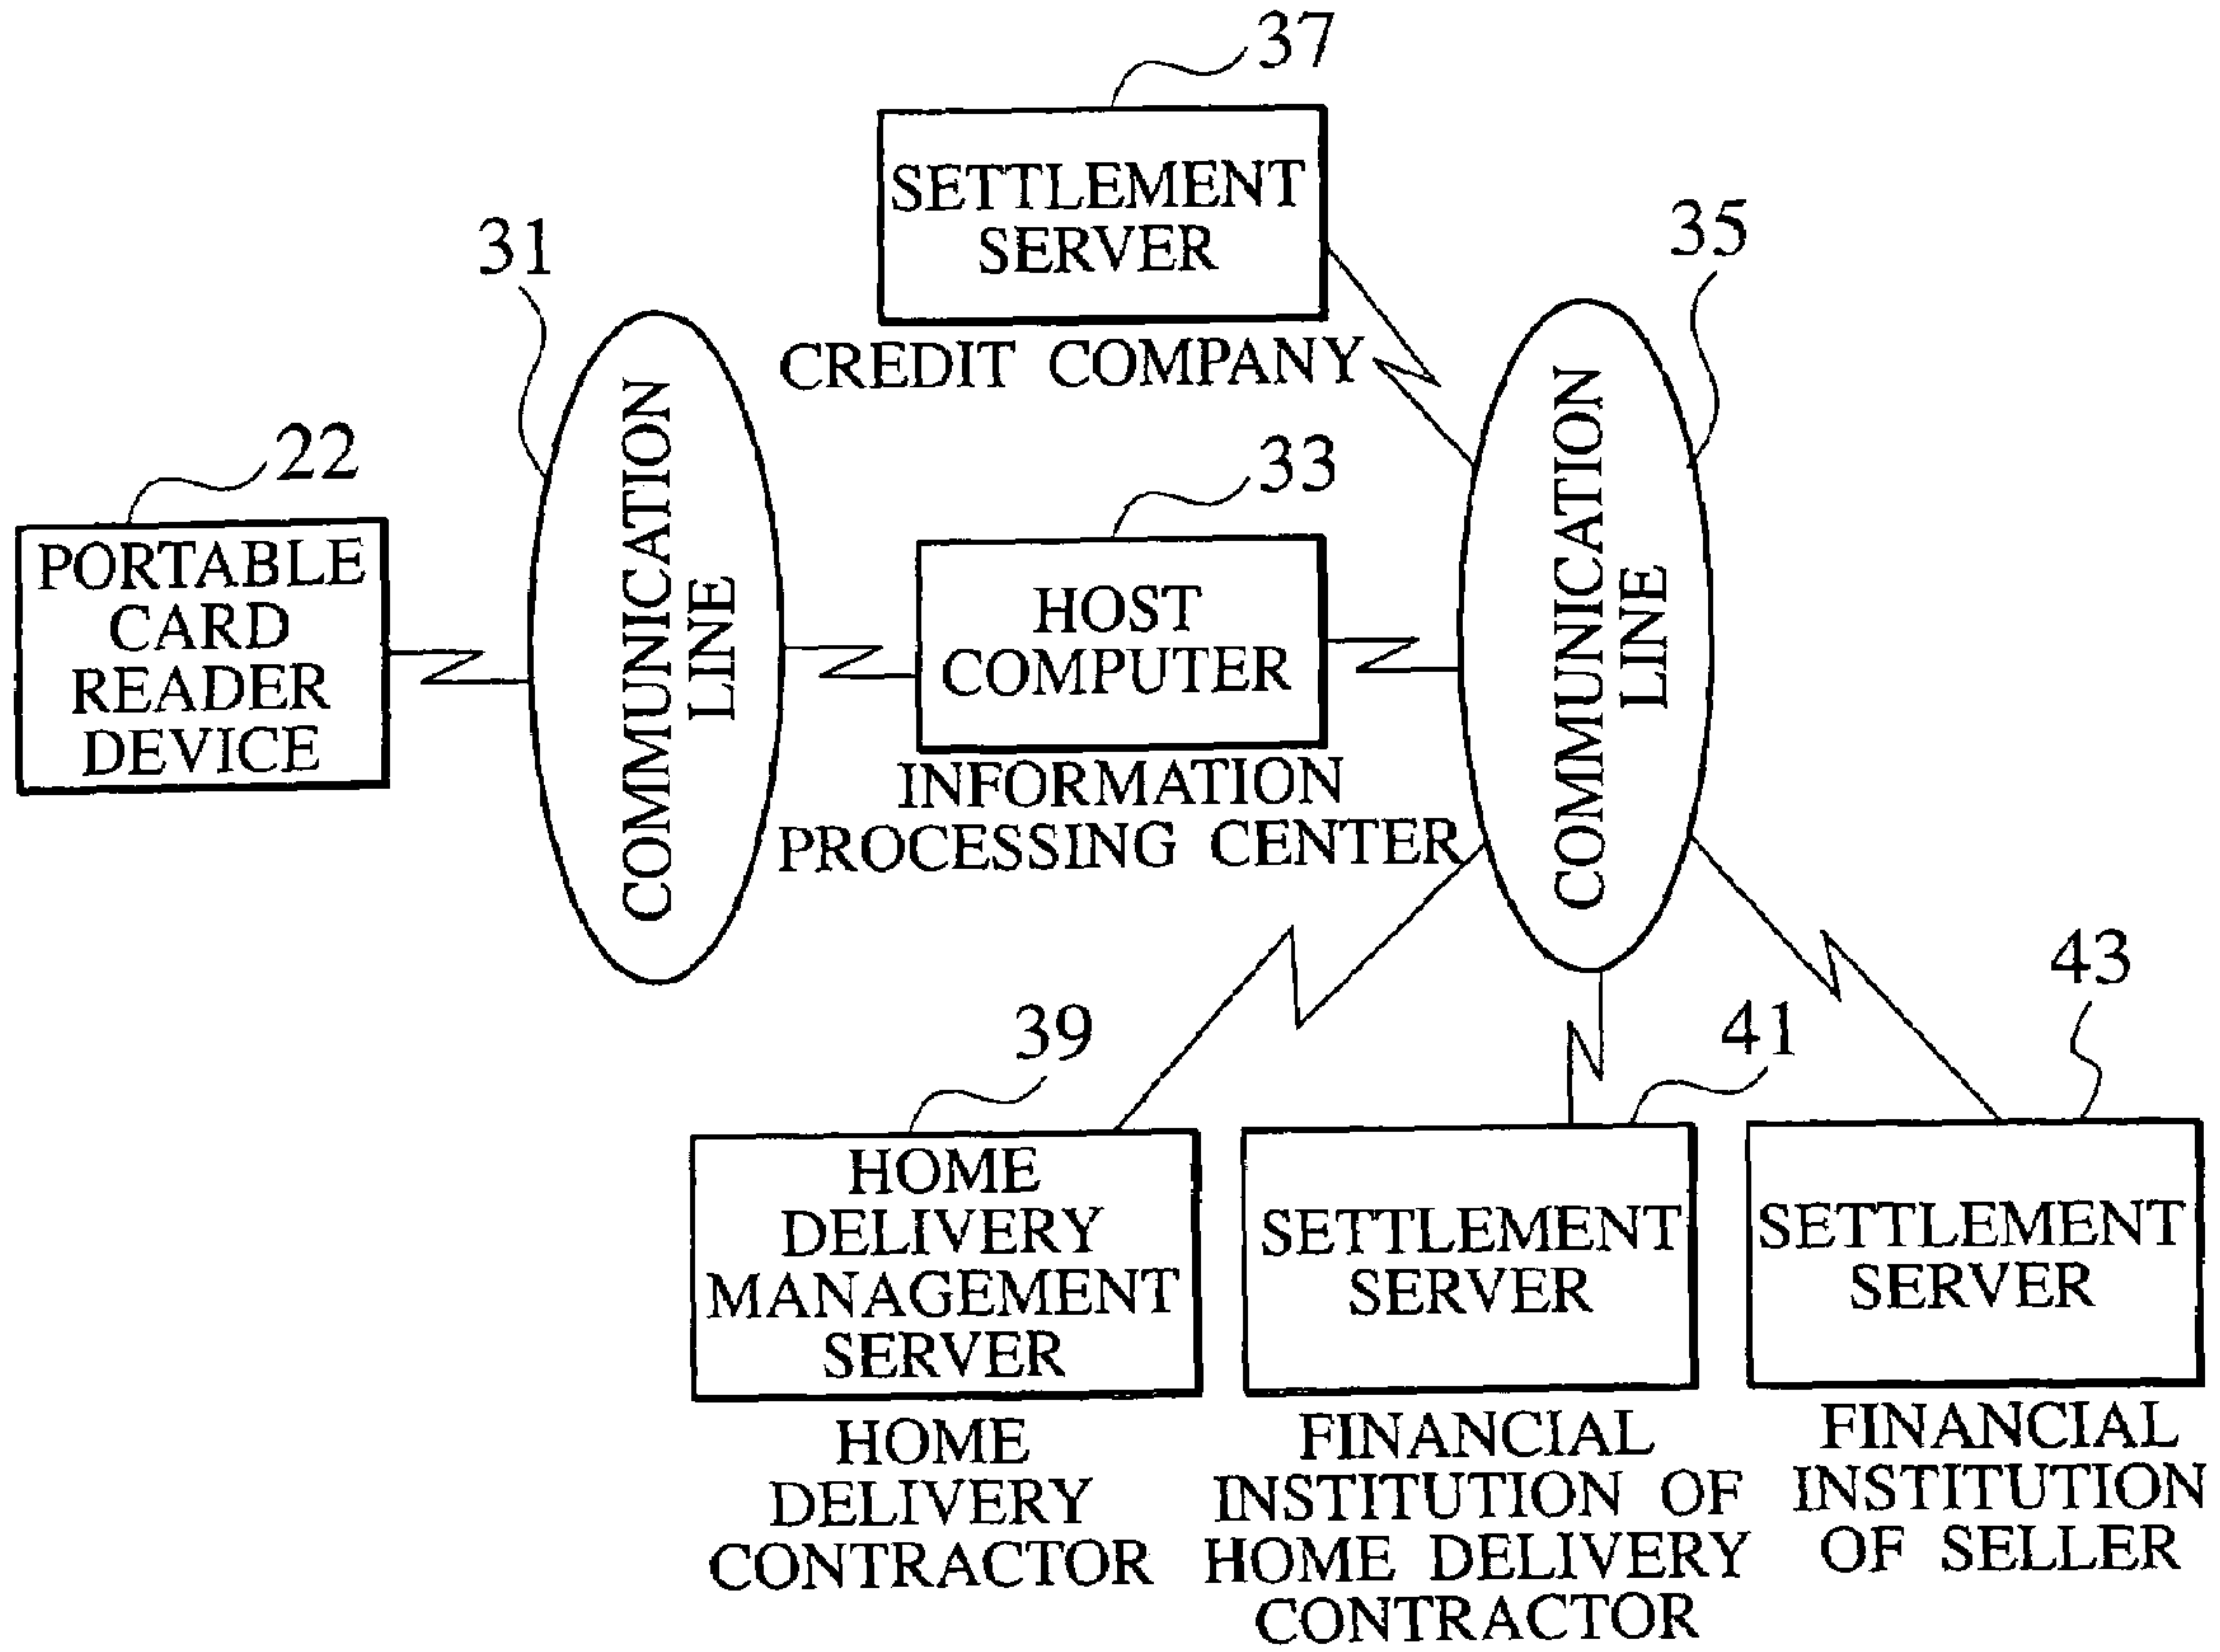 37
SETTLEMENT
SERVER
CREDIT COMPANY
31
COMMUNICATION
LINE
35
COMMUNICATION
LINE
22
PORTABLE
CARD
READER
DEVICE
33
HOST
COMPUTER
INFORMATION
PROCESSING CENTER
39
HOME
DELIVERY
MANAGEMENT
SERVER
HOME
DELIVERY
CONTRACTOR
41
SETTLEMENT
SERVER
FINANCIAL
INSTITUTION OF
HOME DELIVERY
CONTRACTOR
43
SETTLEMENT
SERVER
FINANCIAL
INSTITUTION
OF SELLER